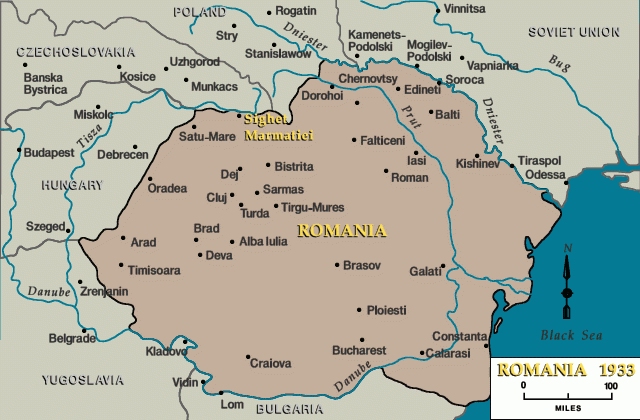 POLAND
Rogatin
Vinnitsa
Stry
Dniester
Kamenets-
Podolski
SOVIET UNION
CZECHOSLOVAKIA
Stanislawow
Mogilev-
Podolski
Uzhgorod
Vapniarka
Bug
Banska
Bystrica
Kosice
Munkacs
Chernovtsy
Soroca
Edineti
Dorohoi
Miskolc
Sighet
Marmatiei
Prut
Balti
Dniester
Tisza
Satu-Mare
Falticeni
Budapest
Debrecen
Iasi
Kishinev
Tiraspol
Odessa
Dej
Bistrita
Roman
HUNGARY
Oradea
Cluj
Sarmas
Turda
Tirgu-Mures
Szeged
Brad
ROMANIA
Arad
Alba Iulia
Deva
N
Timisoara
Brasov
Galati
Danube
Zrenjanin
Ploiesti
Belgrade
Constanta
Black Sea
Kladovo
Bucharest
Calarasi
Craiova
Danube
ROMANIA 1933
YUGOSLAVIA
Vidin
0 100
MILES
Lom
BULGARIA